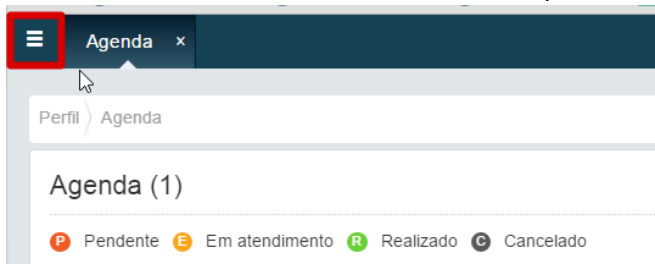 Agenda ×
Perfil Agenda
Agenda (1)
P Pendente E Em atendimento R Realizado C Cancelado